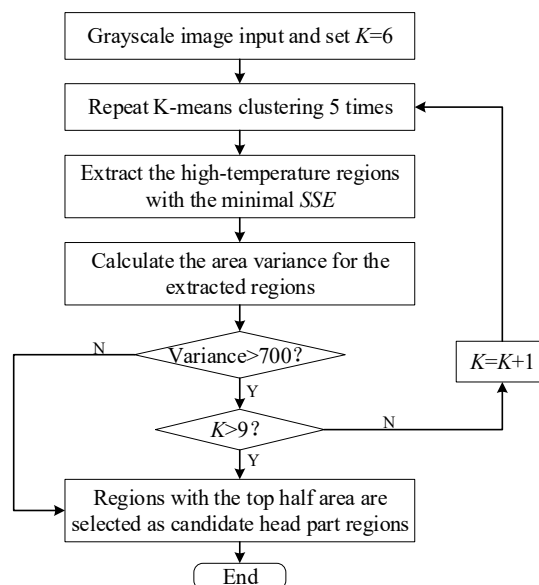 Grayscale image input and set K=6
Repeat K-means clustering 5 times
Extract the high-temperature regions
with the minimal SSE
Calculate the area variance for the
extracted regions
N
Variance>700?
K=K+1
Y
K>9?
N
Y
Regions with the top half area are
selected as candidate head part regions
End